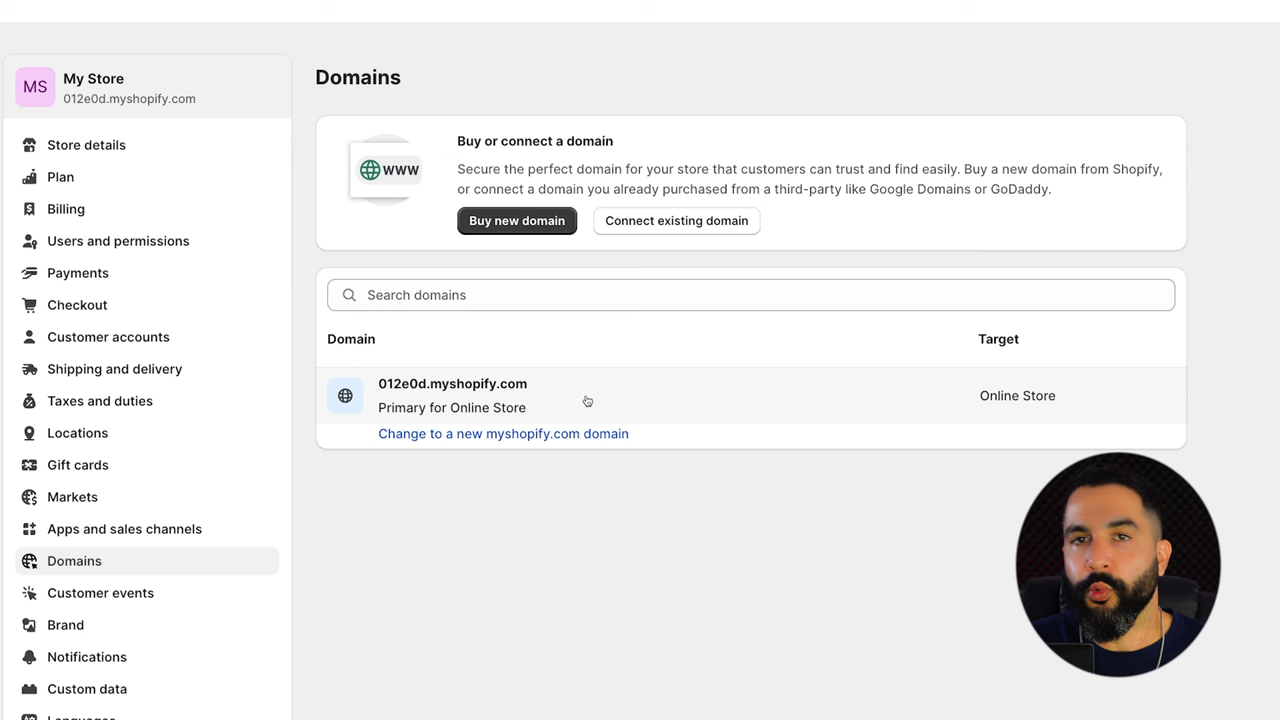 MS
My Store
012e0d.myshopify.com
Store details
Plan
Billing
Users and permissions
Payments
Checkout
Customer accounts
Shipping and delivery
Taxes and duties
Locations
Gift cards
Markets
Apps and sales channels
Domains
Customer events
Brand
Notifications
Custom data
Languages
Domains
WWW
Buy or connect a domain
Secure the perfect domain for your store that customers can trust and find easily. Buy a new domain from Shopify,
or connect a domain you already purchased from a third-party like Google Domains or GoDaddy.
Buy new domain
Connect existing domain
Search domains
Domain
Target
012e0d.myshopify.com
Primary for Online Store
Online Store
Change to a new myshopify.com domain